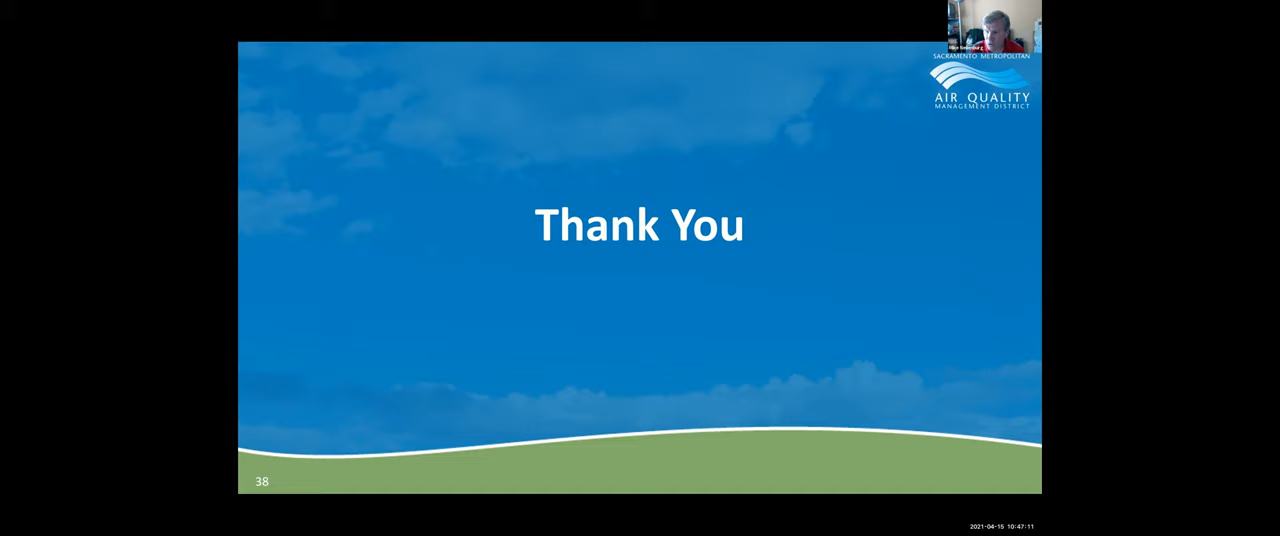 SACRAMENTO METROPOLITAN
AIR QUALITY
MANAGEMENT DISTRICT
Thank You
38
2021-04-15 10:47:11